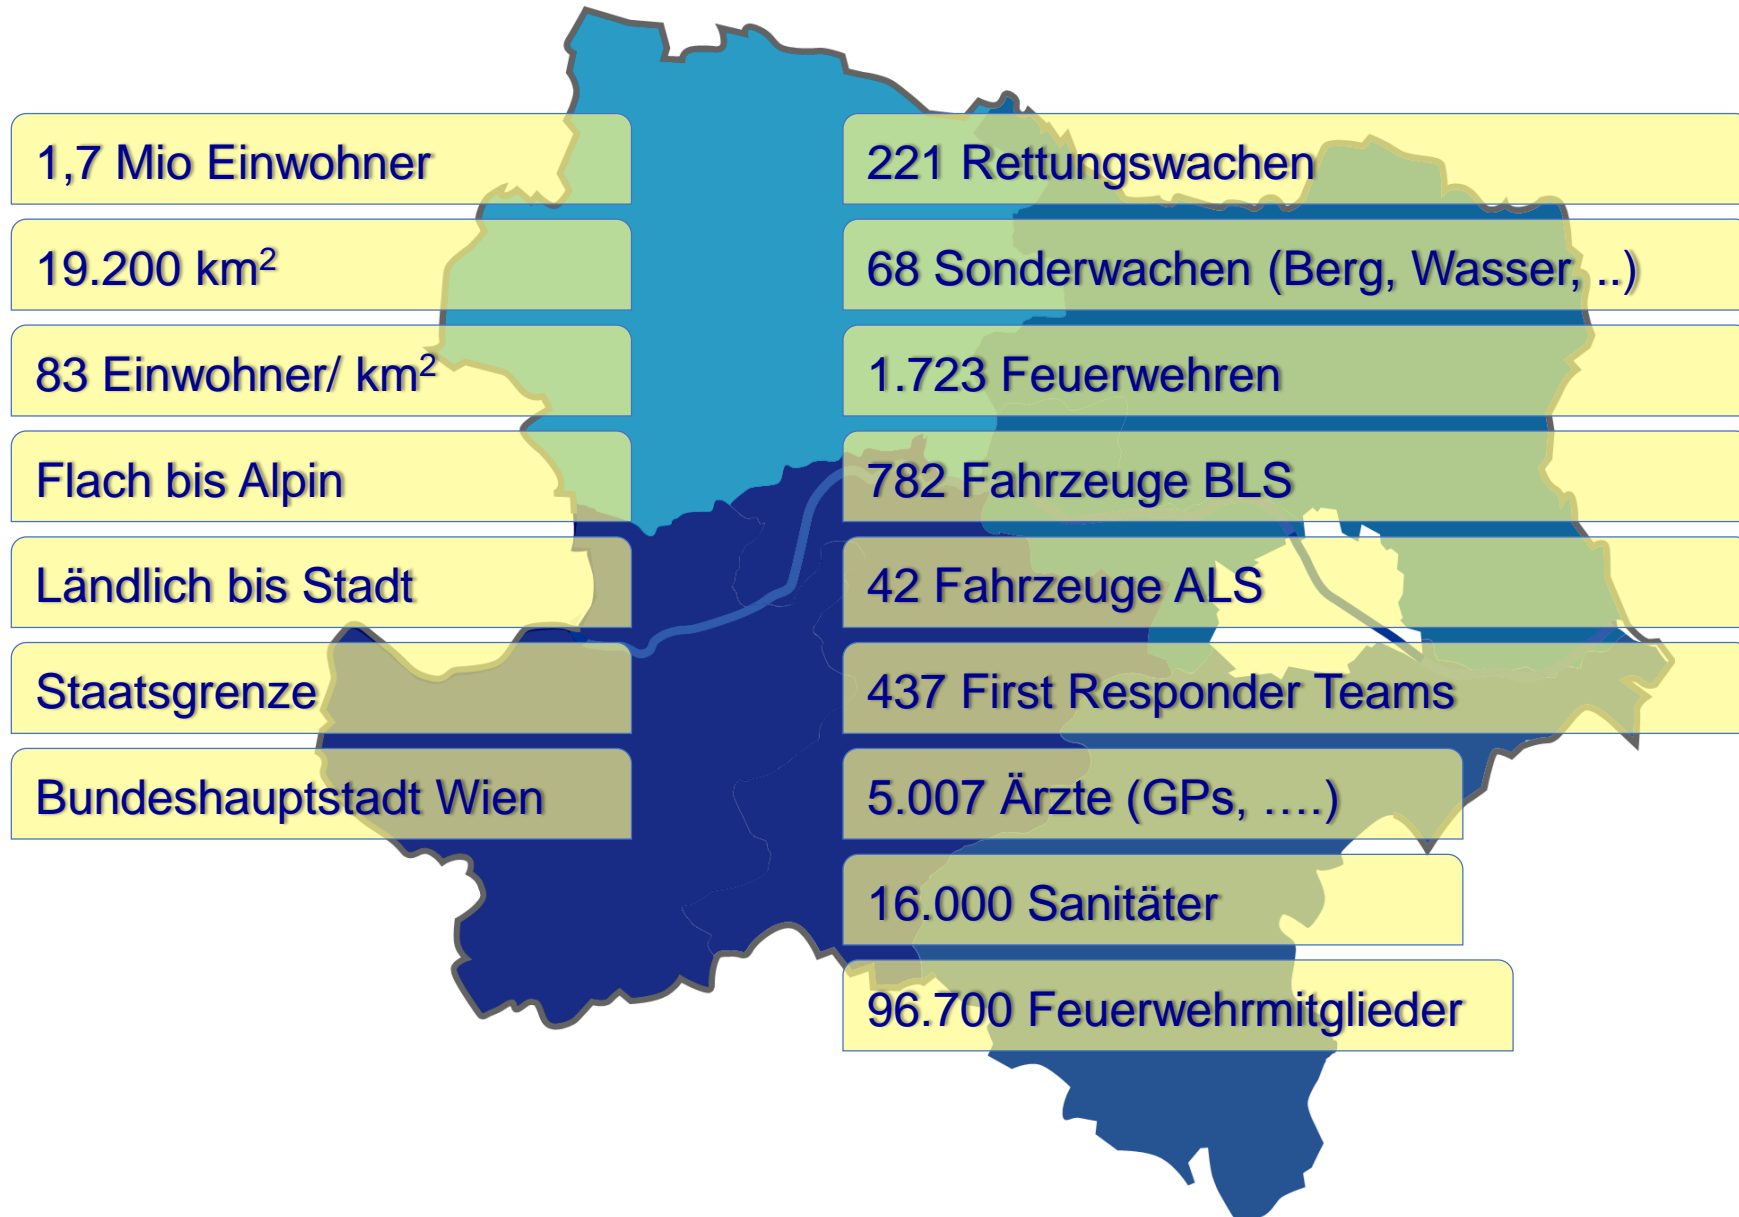 1,7 Mio Einwohner
19.200 km²
83 Einwohner/ km²
Flach bis Alpin
Ländlich bis Stadt
Staatsgrenze
Bundeshauptstadt Wien
221 Rettungswachen
68 Sonderwachen (Berg, Wasser, ..)
1.723 Feuerwehren
782 Fahrzeuge BLS
42 Fahrzeuge ALS
437 First Responder Teams
5.007 Ärzte (GPs, ….)
16.000 Sanitäter
96.700 Feuerwehrmitglieder